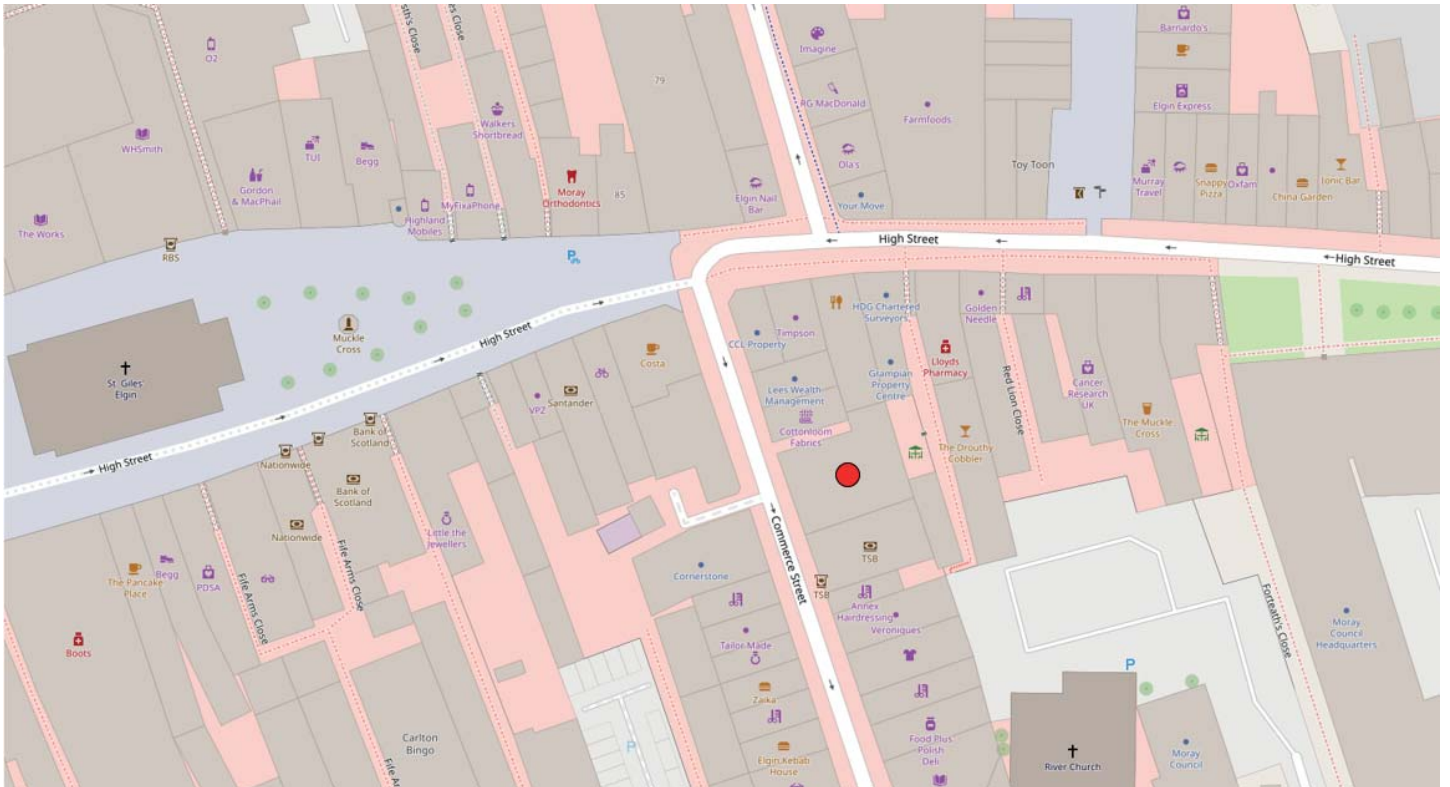 sth's Close
es Close
O2
WHSmith
The Works
Gordon
& MacPhail
TUI
Begg
Walkers
Shortbread
Highland
Mobiles
MyFixaPhone
Moray
Orthodontics
79
85
Elgin Nail
Bar
RBS
Imagine
RG MacDonald
Ola's
Your Move
Farmfoods
Toy Toon
Barnardo's
Elgin Express
Murray
Travel
Snappy
Pizza
Oxfam
China Garden
Ionic Bar
High Street
High Street
P
Muckle
Cross
St. Giles'
Elgin
High Street
High Street
Costa
VPZ
Santander
Bank of
Scotland
Nationwide
Bank of
Scotland
Nationwide
The Pancake
Place
Begg
PDSA
Boots
Fife Arms Close
Fife Arms Close
Little the
Jewellers
Carlton
Bingo
Fife A
CCL Property
Timpson
HDG Chartered
Surveyors
Lees Wealth
Management
Grampian
Property
Centre
Cottonloom
Fabrics
Golden
Needle
Lloyds
Pharmacy
Red Lion Close
Cancer
Research
UK
The Muckle
Cross
The Drouthy
Cobbler
Commerce Street
TSB
TSB
Cornerstone
Tailor-Made
Zaika
Elgin Kebab
House
Annex
Hairdressing
Veroniques
Food Plus
Polish
Deli
P
P
River Church
Moray
Council
Forteath's Close
Moray
Council
Headquarters